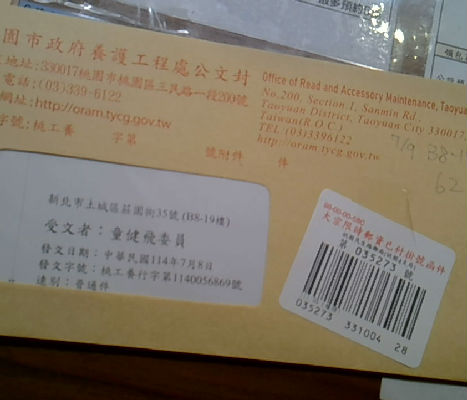 園市政府養護工程處公文封
地址:330017桃園市桃園區三民路一段200號
電話:(03)339-6122
網址:http://oram.tycg.gov.tw
字號:桃工養 字第 號附件 件
Office of Road and Accessory Maintenance, Taoyua
No.200, Section 1, Sanmin Rd.,
Taoyuan District, Taoyuan City 330017,
Taiwan(R.O.C.)
TEL:(03)3396122
http://oram.tycg.gov.tw
7/9 38-1
62
新北市土城區莊園街35號 (B8-19樓)
受文者:童健飛委員
發文日期:中華民國114年7月8日
發文字號:桃工養行字第1140056869號
速別:普通件
大宗限時郵資已付掛號函件
第 035273 號
035273 331004 28